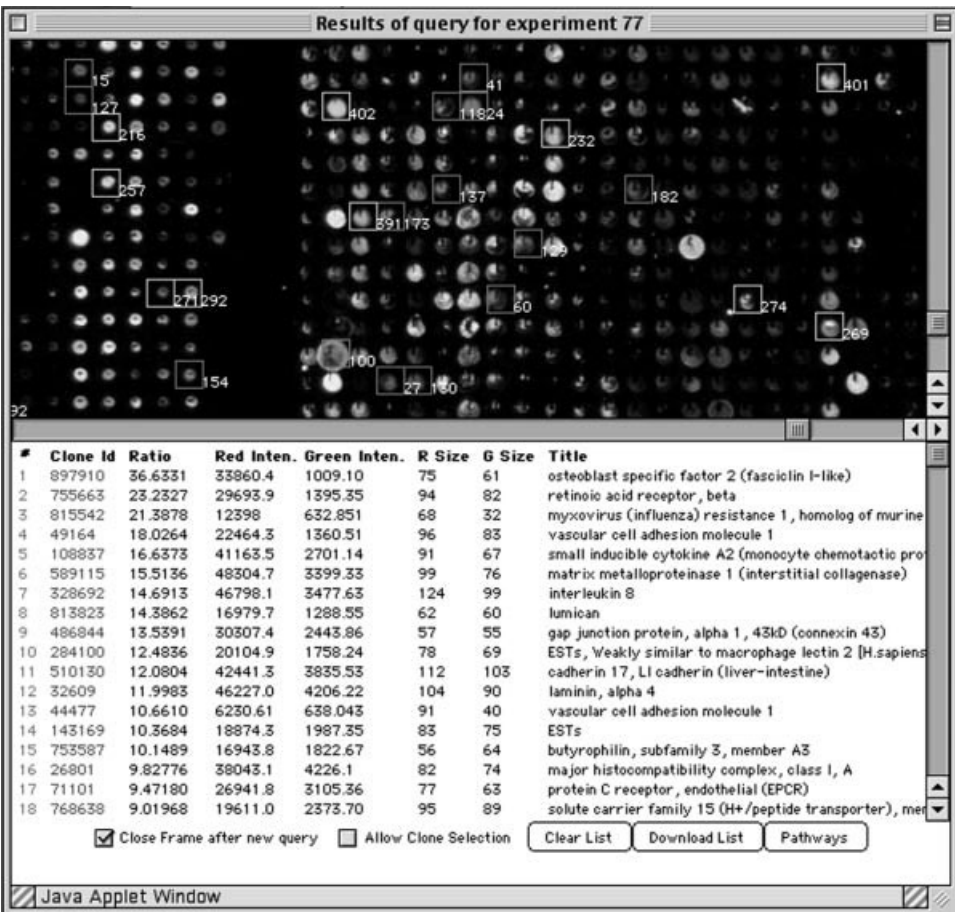 Results of query for experiment 77
15
41
401
127
402
11824
216
232
257
137
182
391173
129
271292
60
274
269
100
154
27 130
92
# Clone Id Ratio Red Inten. Green Inten. R Size G Size Title
1 897910 36.6331 33860.4 1009.10 75 61 osteoblast specific factor 2 (fasciclin I-like)
2 755663 23.2327 29693.9 1395.35 94 82 retinoic acid receptor, beta
3 815542 21.3878 12398 632.851 68 32 myxovirus (influenza) resistance 1, homolog of murine
4 49164 18.0264 22464.3 1360.51 96 83 vascular cell adhesion molecule 1
5 108837 16.6373 41163.5 2701.14 91 67 small inducible cytokine A2 (monocyte chemotactic pro
6 589115 15.5136 48304.7 3399.33 99 76 matrix metalloproteinase 1 (interstitial collagenase)
7 328692 14.6913 46798.1 3477.63 124 99 interleukin 8
8 813823 14.3862 16979.7 1288.55 62 60 lumican
9 486844 13.5391 30307.4 2443.86 57 55 gap junction protein, alpha 1, 43kD (connexin 43)
10 284100 12.4836 20104.9 1758.24 78 69 ESTs, Weakly similar to macrophage lectin 2 [H.sapiens
11 510130 12.0804 42441.3 3835.53 112 103 cadherin 17, LI cadherin (liver-intestine)
12 32609 11.9983 46227.0 4206.22 104 90 laminin, alpha 4
13 44477 10.6610 6230.61 638.043 91 40 vascular cell adhesion molecule 1
14 143169 10.3684 18874.3 1987.35 83 75 ESTs
15 753587 10.1489 16943.8 1822.67 56 64 butyrophilin, subfamily 3, member A3
16 26801 9.82776 38043.1 4226.1 82 74 major histocompatibility complex, class I, A
17 71101 9.47180 26941.8 3105.36 77 63 protein C receptor, endothelial (EPCR)
18 768638 9.01968 19611.0 2373.70 95 89 solute carrier family 15 (H+/peptide transporter), mem
Close Frame after new query Allow Clone Selection Clear List Download List Pathways
Java Applet Window